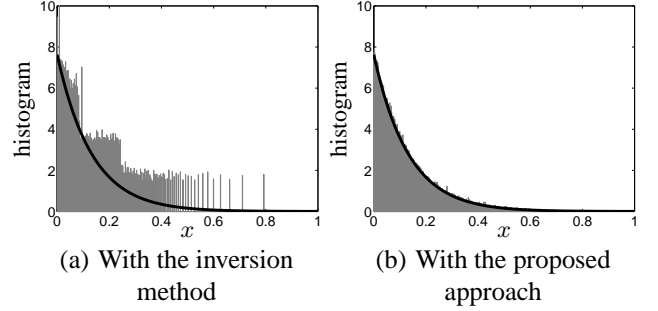 histogram
10
8
6
4
2
0
0 0.2 0.4 0.6 0.8 1
x
(a) With the inversion
method
histogram
10
8
6
4
2
0
0 0.2 0.4 0.6 0.8 1
x
(b) With the proposed
approach